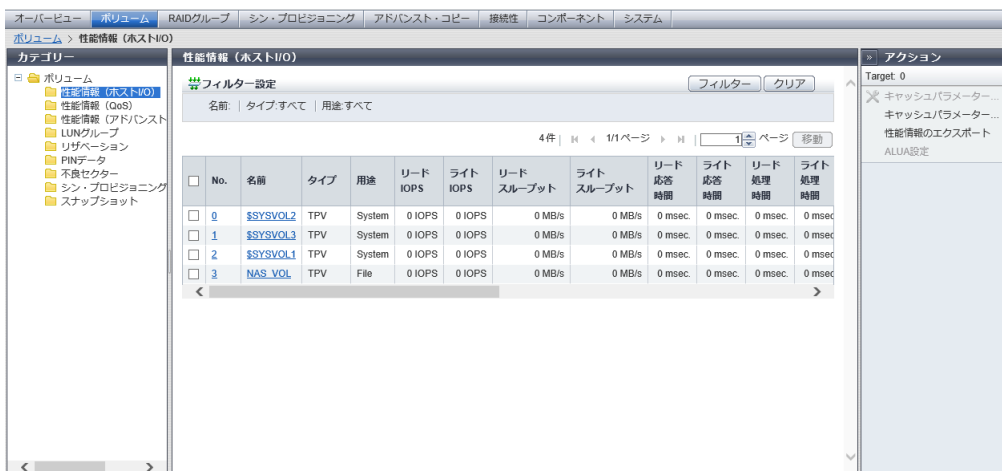 オーバービュー ボリューム RAIDグループ シン・プロビジョニング アドバンスト・コピー 接続性 コンポーネント システム
ボリューム > 性能情報（ホストI/O）
カテゴリー
ボリューム
性能情報（ホストI/O）
性能情報（QoS）
性能情報（アドバンスト
LUNグループ
リザベーション
PINデータ
不良セクター
シン・プロビジョニング
スナップショット
性能情報（ホストI/O）
フィルター設定 フィルター クリア
名前: | タイプ:すべて | 用途:すべて
4件 | 1/1ページ | 1 ページ 移動
No. 名前 タイプ 用途 リードIOPS ライトIOPS リードスループット ライトスループット リード応答時間 ライト応答時間 リード処理時間 ライト処理時間
0 $SYSVOL2 TPV System 0 IOPS 0 IOPS 0 MB/s 0 MB/s 0 msec. 0 msec. 0 msec. 0 msec
1 $SYSVOL3 TPV System 0 IOPS 0 IOPS 0 MB/s 0 MB/s 0 msec. 0 msec. 0 msec. 0 msec
2 $SYSVOL1 TPV System 0 IOPS 0 IOPS 0 MB/s 0 MB/s 0 msec. 0 msec. 0 msec. 0 msec
3 NAS_VOL TPV File 0 IOPS 0 IOPS 0 MB/s 0 MB/s 0 msec. 0 msec. 0 msec. 0 msec
» アクション
Target: 0
キャッシュパラメーター...
キャッシュパラメーター...
性能情報のエクスポート
ALUA設定